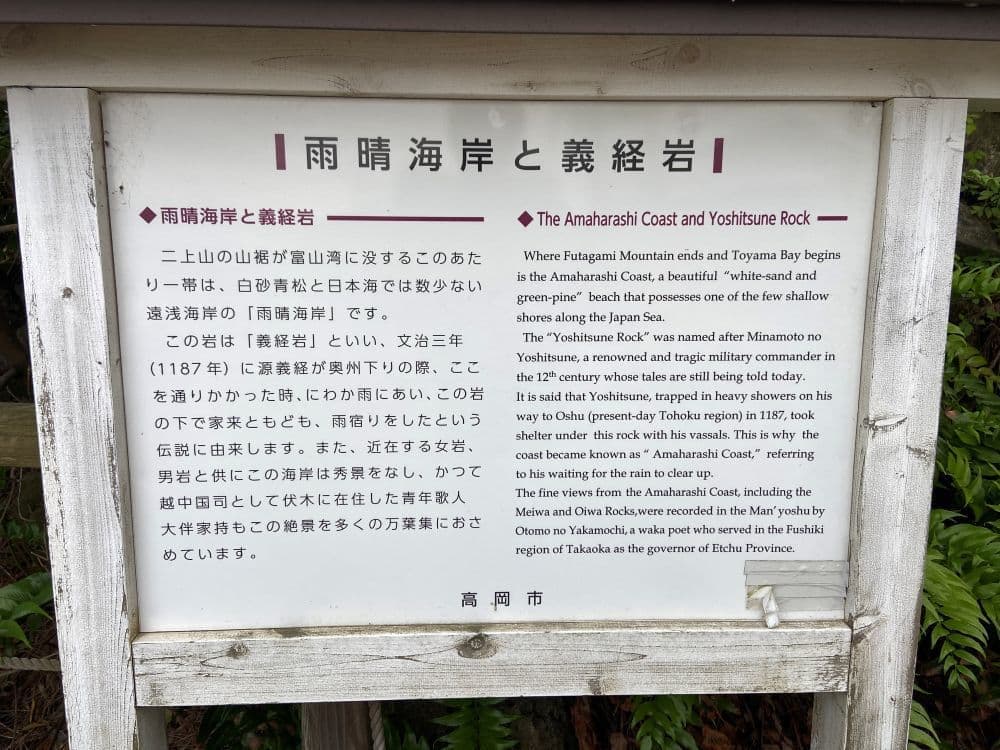 雨晴海岸と義経岩
◆雨晴海岸と義経岩
二上山の山裾が富山湾に没するこのあた
り一帯は、白砂青松と日本海では数少ない
遠浅海岸の「雨晴海岸」です。
この岩は「義経岩」といい、文治三年
(1187年)に源義経が奥州下りの際、ここ
を通りかかった時、にわか雨にあい、この岩
の下で家来ともども、雨宿りをしたという
伝説に由来します。また、近在する女岩、
男岩と供にこの海岸は秀景をなし、かつて
越中国司として伏木に在住した青年歌人
大伴家持もこの絶景を多くの万葉集におさ
めています。
◆The Amaharashi Coast and Yoshitsune Rock
Where Futagami Mountain ends and Toyama Bay begins
is the Amaharashi Coast, a beautiful “white-sand and
green-pine” beach that possesses one of the few shallow
shores along the Japan Sea.
The “Yoshitsune Rock” was named after Minamoto no
Yoshitsune, a renowned and tragic military commander in
the 12th century whose tales are still being told today.
It is said that Yoshitsune, trapped in heavy showers on his
way to Oshu (present-day Tohoku region) in 1187, took
shelter under this rock with his vassals. This is why the
coast became known as “ Amaharashi Coast,” referring
to his waiting for the rain to clear up.
The fine views from the Amaharashi Coast, including the
Meiwa and Oiwa Rocks,were recorded in the Man’yoshu by
Otomo no Yakamochi, a waka poet who served in the Fushiki
region of Takaoka as the governor of Etchu Province.
高岡市